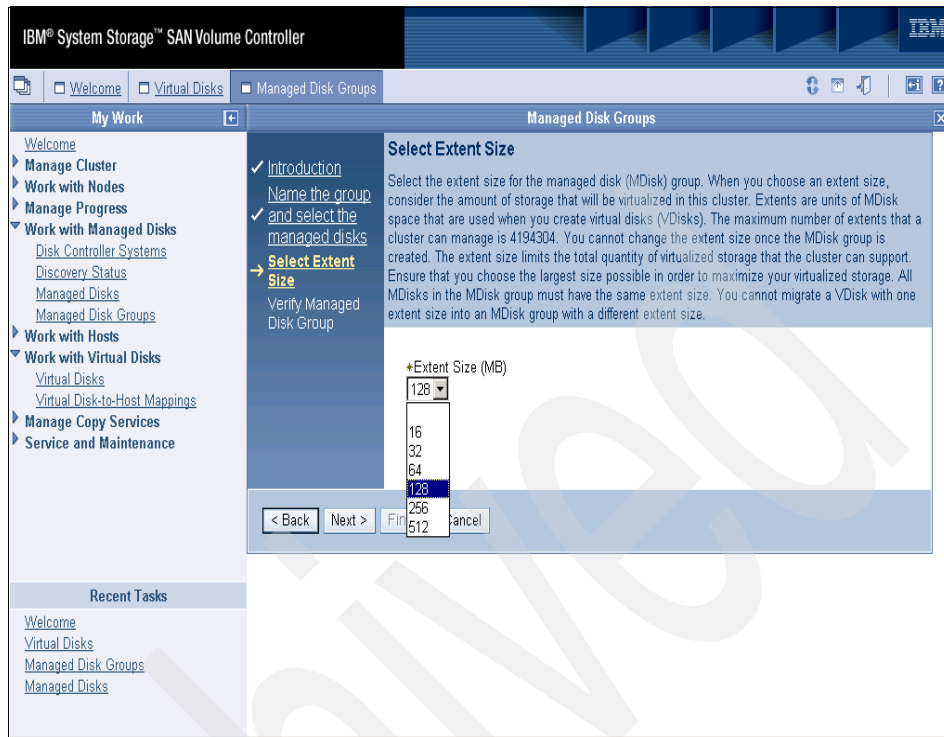 IBM® System Storage™ SAN Volume Controller
IBM
Welcome
Virtual Disks
Managed Disk Groups
My Work
Managed Disk Groups
Welcome
Manage Cluster
Work with Nodes
Manage Progress
Work with Managed Disks
Disk Controller Systems
Discovery Status
Managed Disks
Managed Disk Groups
Work with Hosts
Work with Virtual Disks
Virtual Disks
Virtual Disk-to-Host Mappings
Manage Copy Services
Service and Maintenance
Recent Tasks
Welcome
Virtual Disks
Managed Disk Groups
Managed Disks
Introduction
Name the group
and select the
managed disks
Select Extent
Size
Verify Managed
Disk Group
Select Extent Size
Select the extent size for the managed disk (MDisk) group. When you choose an extent size,
consider the amount of storage that will be virtualized in this cluster. Extents are units of MDisk
space that are used when you create virtual disks (VDisks). The maximum number of extents that a
cluster can manage is 4194304. You cannot change the extent size once the MDisk group is
created. The extent size limits the total quantity of virtualized storage that the cluster can support.
Ensure that you choose the largest size possible in order to maximize your virtualized storage. All
MDisks in the MDisk group must have the same extent size. You cannot migrate a VDisk with one
extent size into an MDisk group with a different extent size.
*Extent Size (MB)
128
16
32
64
128
256
512
< Back
Next >
Fin
Cancel
hived